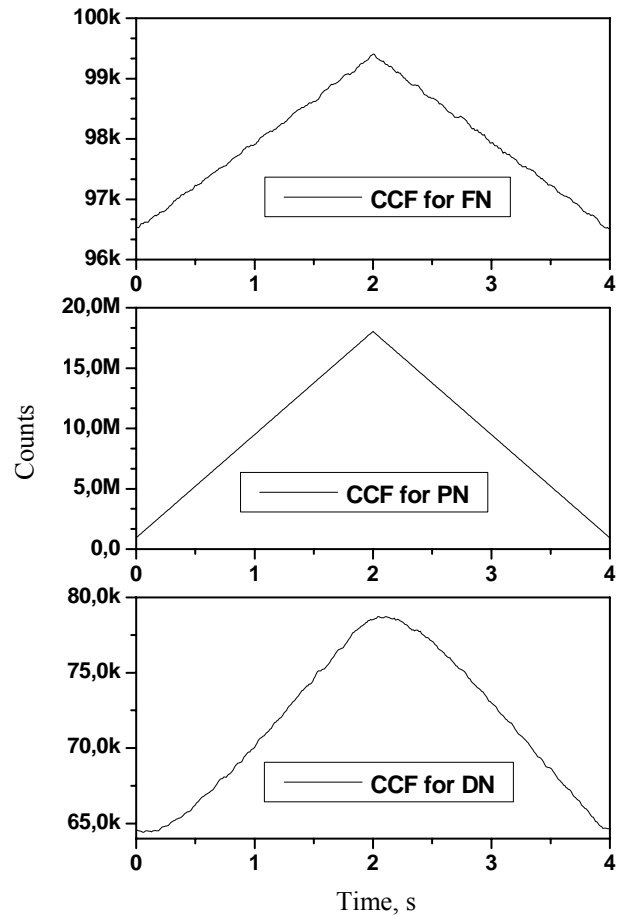 100k
99k
98k
97k
96k
CCF for FN
0 1 2 3 4
20,0M
15,0M
10,0M
5,0M
0,0
CCF for PN
0 1 2 3 4
Counts
80,0k
75,0k
70,0k
65,0k
CCF for DN
0 1 2 3 4
Time, s